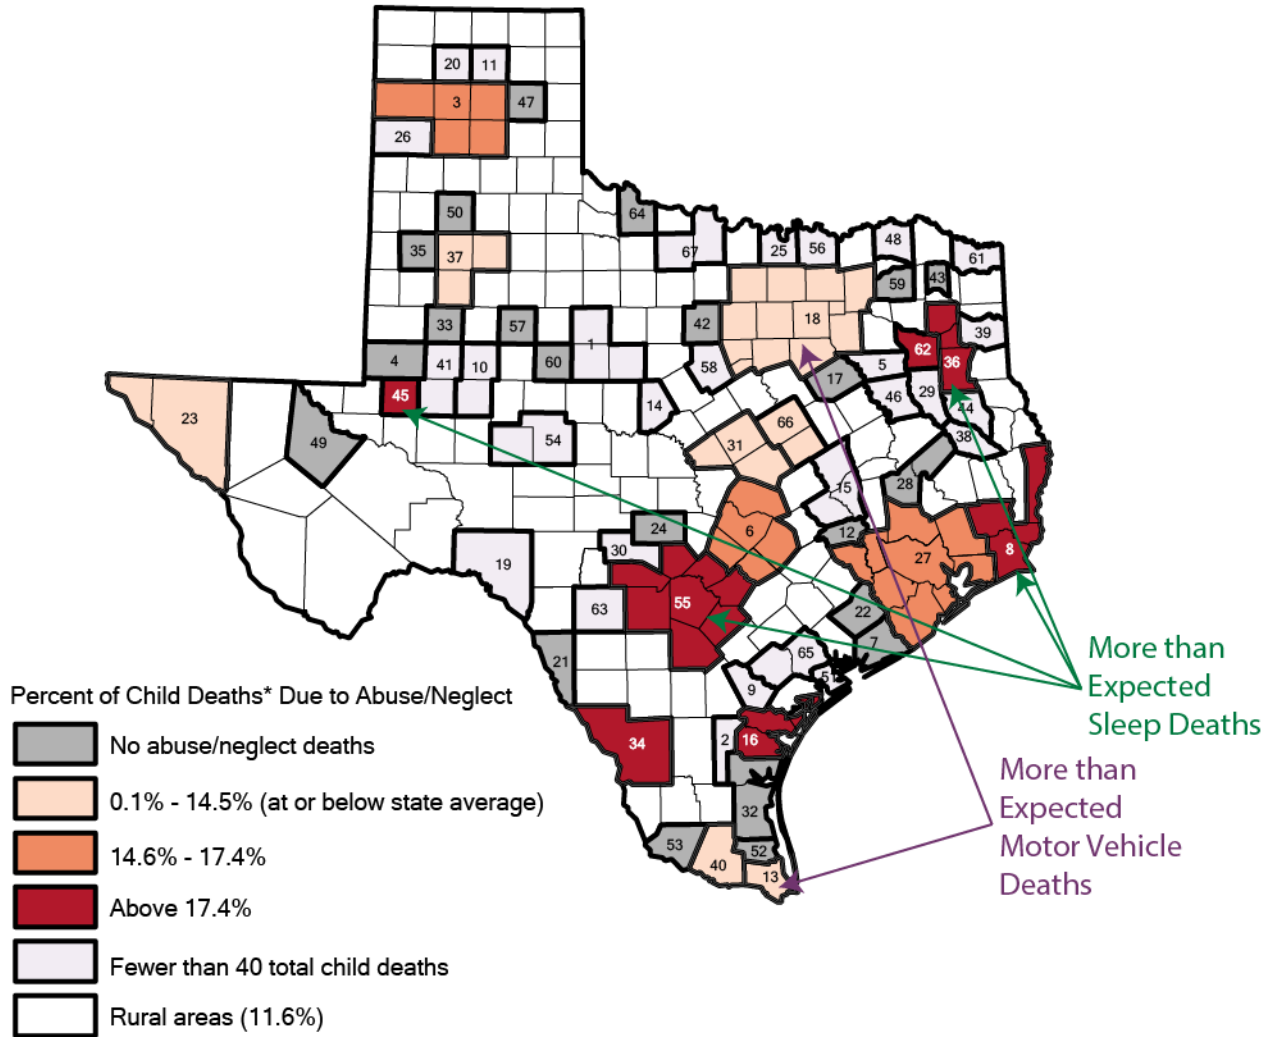 20 11
3 47
26
50
64
35 37
67 25 56 48 61
59 43
33 57 42 18 39
1
4 41 10 60 58 5 62 36
17
45 14 46 29 44
23
49 54 31 66 38
15 28
24 6 12 27 8
30
19
63 55 22
7
21 65
9 51
34 2 16
32
53 52
40 13
More than
Expected
Sleep Deaths
More than
Expected
Motor Vehicle
Deaths
Percent of Child Deaths* Due to Abuse/Neglect
No abuse/neglect deaths
0.1% - 14.5% (at or below state average)
14.6% - 17.4%
Above 17.4%
Fewer than 40 total child deaths
Rural areas (11.6%)